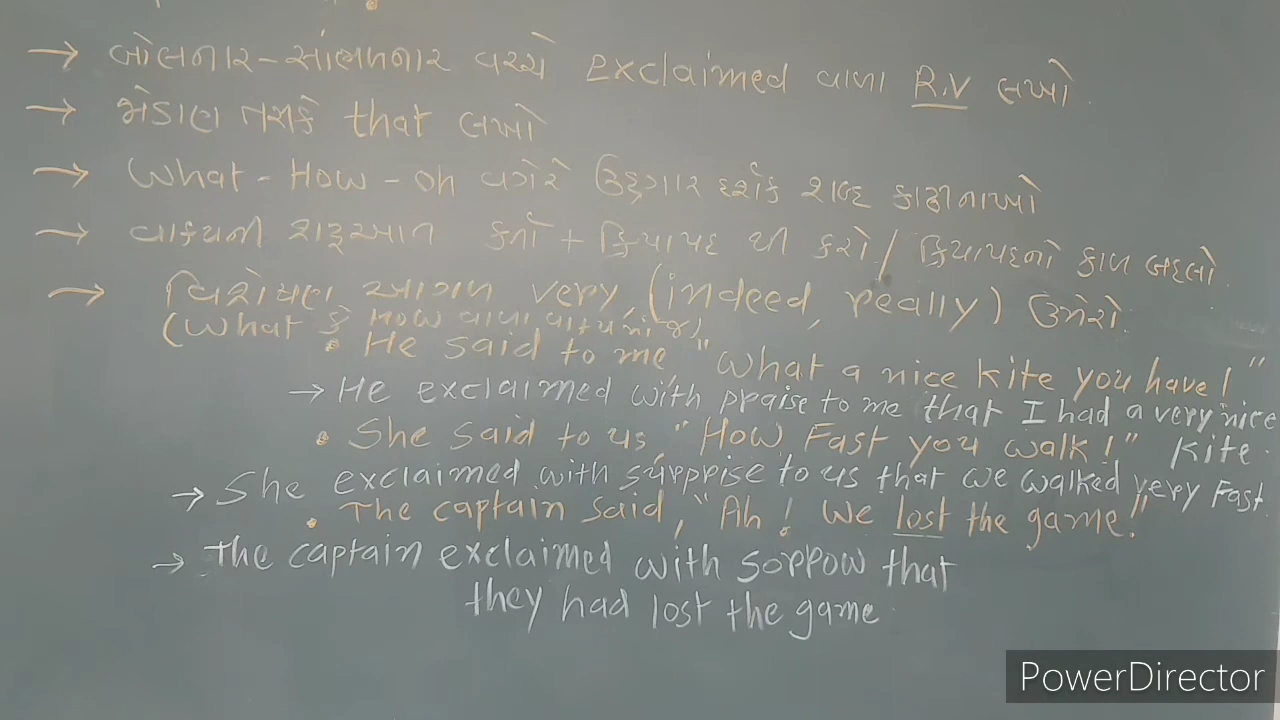 → બોલનાર-સાંભળનાર વચ્ચે exclaimed વાળા R.V લખો.
→ જોડાણ તરીકે that લખો
→ What - How - oh વગેરે ઉદ્દગાર દર્શક શબ્દ કાઢી નાખો
→ વાક્યની શરૂઆત કર્તા + ક્રિયાપદ થી કરો / ક્રિયાપદનો કાળ બદલો.
→ વિશેષણ આગળ very, (indeed, really) ઉમેરો.
(What કે How વાળા વાક્યમાં જ)
• He said to me, "What a nice kite you have!"
→ He exclaimed with praise to me that I had a very nice
kite.
• She said to us, "How Fast you walk!"
→ She exclaimed with surprise to us that we walked very Fast.
• The captain said, "Ah! We lost the game!"
→ The captain exclaimed with sorrow that
they had lost the game.
PowerDirector